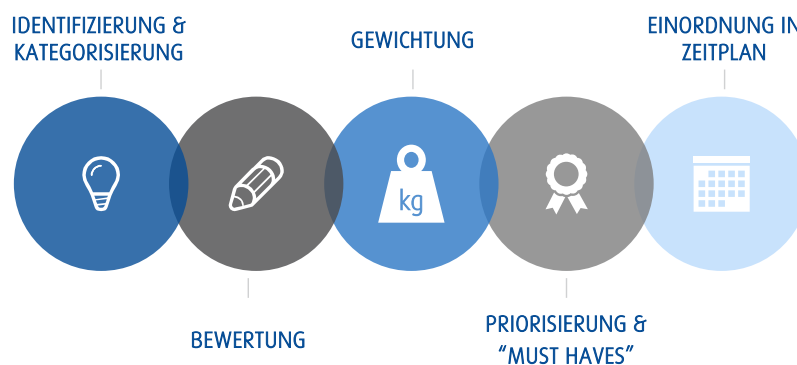 IDENTIFIZIERUNG &
KATEGORISIERUNG
GEWICHTUNG
EINORDNUNG IN
ZEITPLAN
kg
BEWERTUNG
PRIORISIERUNG &
“MUST HAVES”